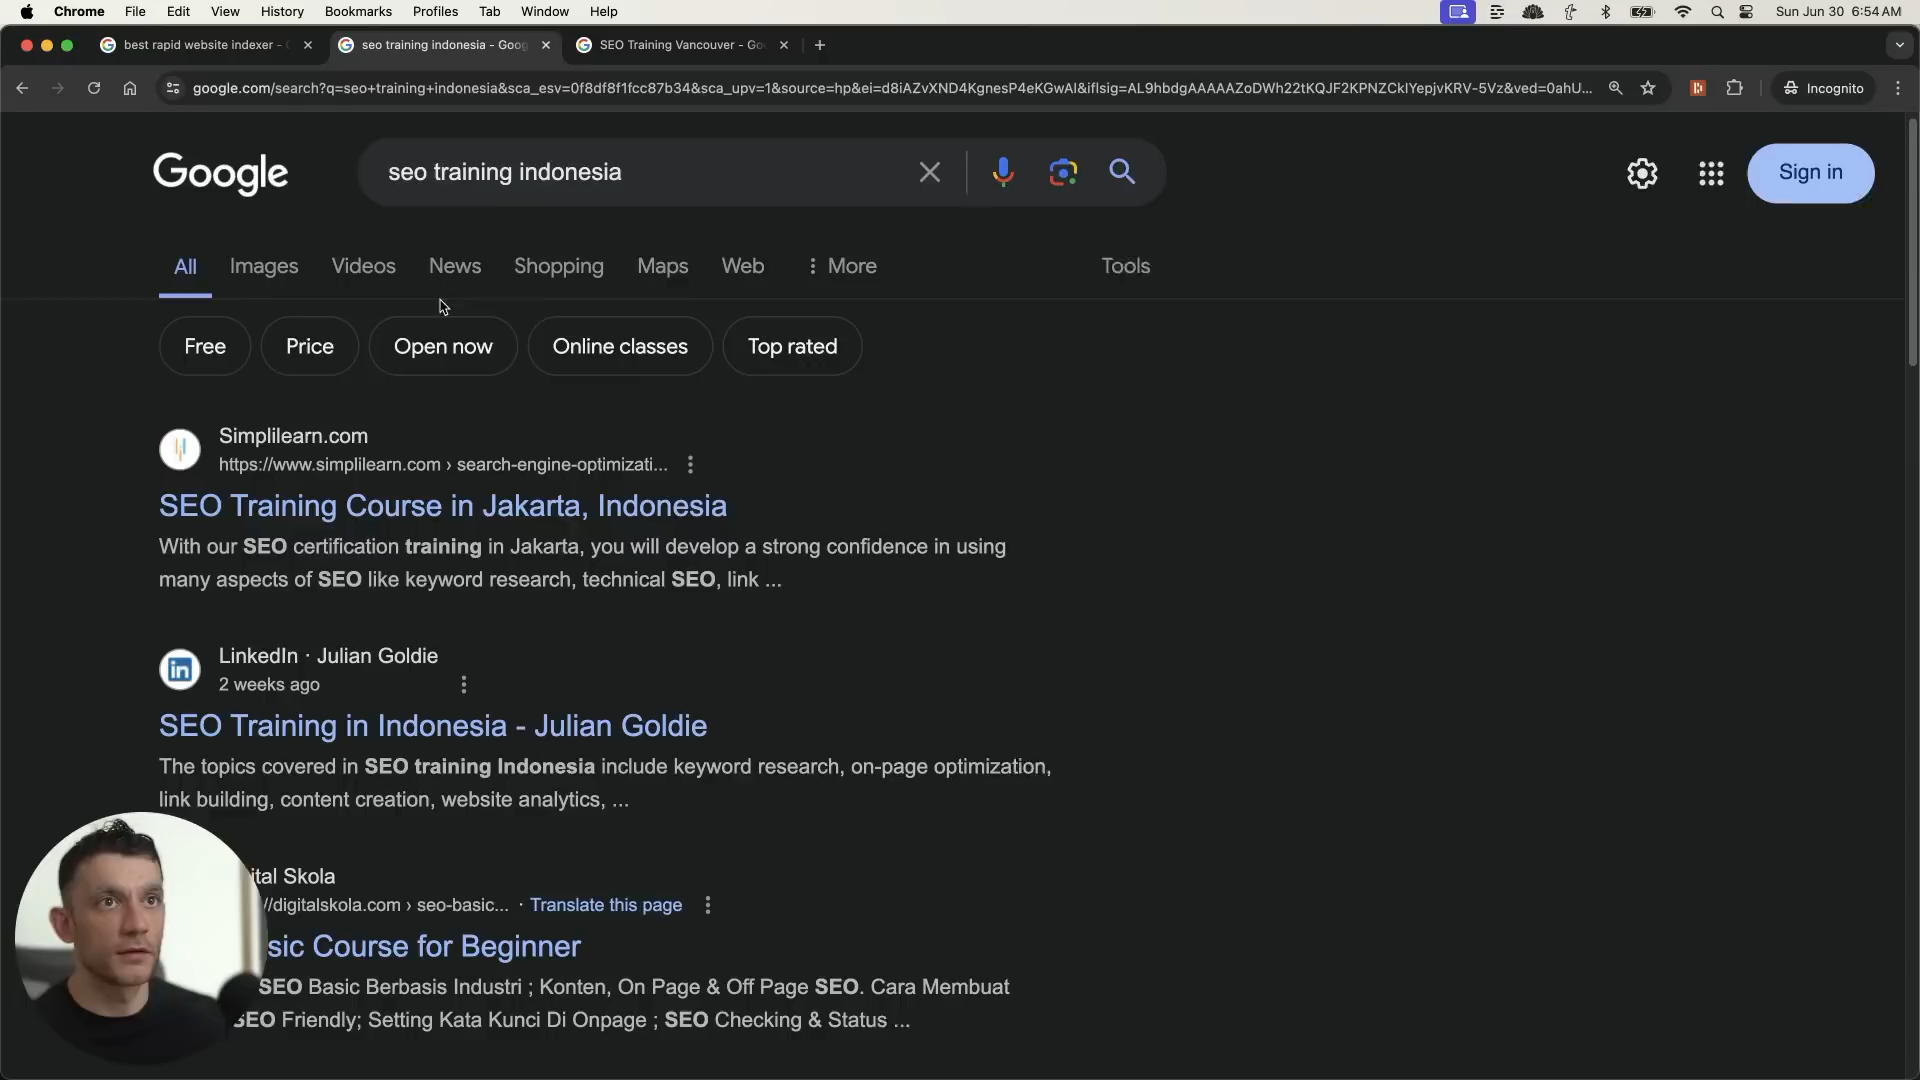 Chrome File Edit View History Bookmarks Profiles Tab Window Help Sun Jun 30 6:54 AM
best rapid website indexer - seo training indonesia - Goog SEO Training Vancouver - Go
google.com/search?q=seo+training+indonesia&sca_esv=0f8df8f1fcc87b34&sca_upv=1&source=hp&ei=d8iAZvXND4KgnesP4eKGwAI&iflsig=AL9hbdgAAAAAZoDWh22tKQJF2KPNZCkIYepjvKRV-5Vz&ved=0ahU... Incognito
Google seo training indonesia Sign in
All Images Videos News Shopping Maps Web More Tools
Free Price Open now Online classes Top rated
Simplilearn.com
https://www.simplilearn.com › search-engine-optimizati...
SEO Training Course in Jakarta, Indonesia
With our SEO certification training in Jakarta, you will develop a strong confidence in using
many aspects of SEO like keyword research, technical SEO, link ...
in LinkedIn · Julian Goldie
2 weeks ago
SEO Training in Indonesia - Julian Goldie
The topics covered in SEO training Indonesia include keyword research, on-page optimization,
link building, content creation, website analytics, ...
ital Skola
//digitalskola.com › seo-basic... · Translate this page
sic Course for Beginner
SEO Basic Berbasis Industri ; Konten, On Page & Off Page SEO. Cara Membuat
SEO Friendly; Setting Kata Kunci Di Onpage ; SEO Checking & Status ...